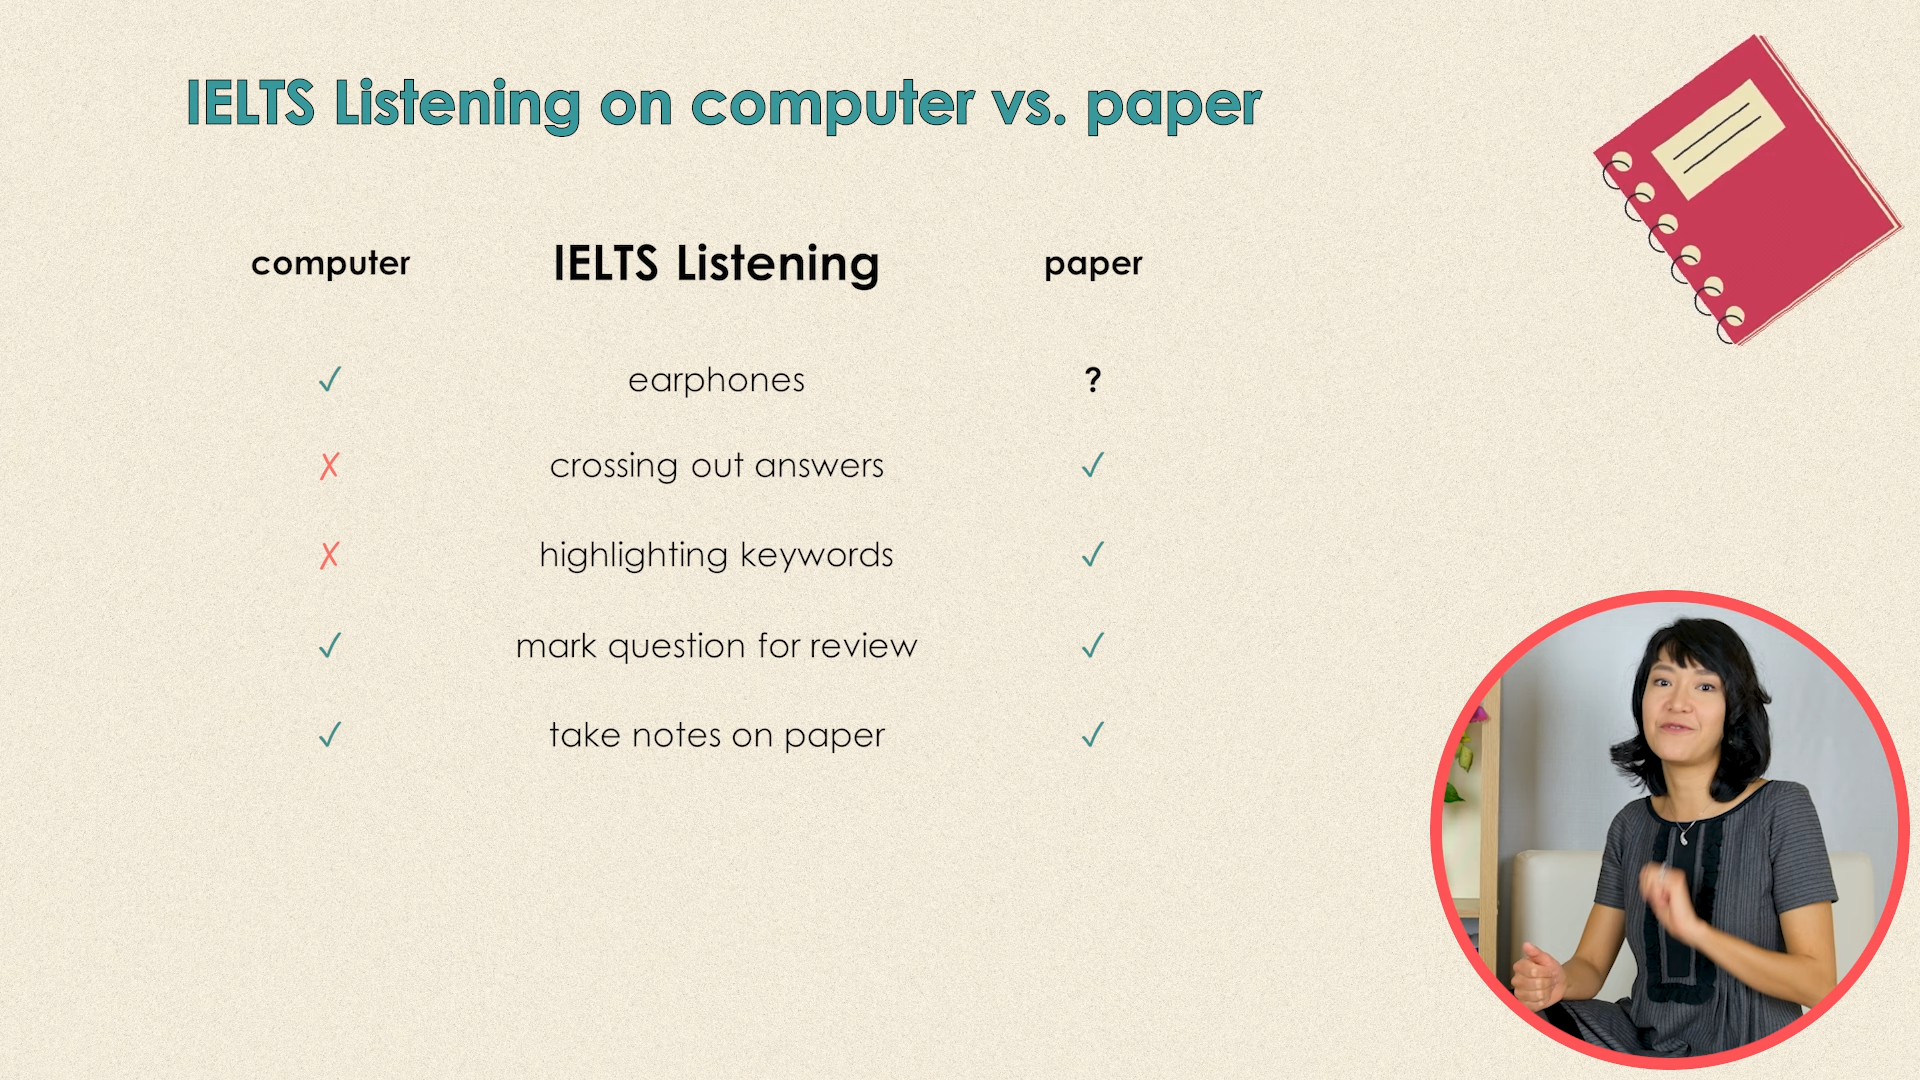 IELTS Listening on computer vs. paper
computer IELTS Listening paper
✓ earphones ?
✗ crossing out answers ✓
✗ highlighting keywords ✓
✓ mark question for review ✓
✓ take notes on paper ✓